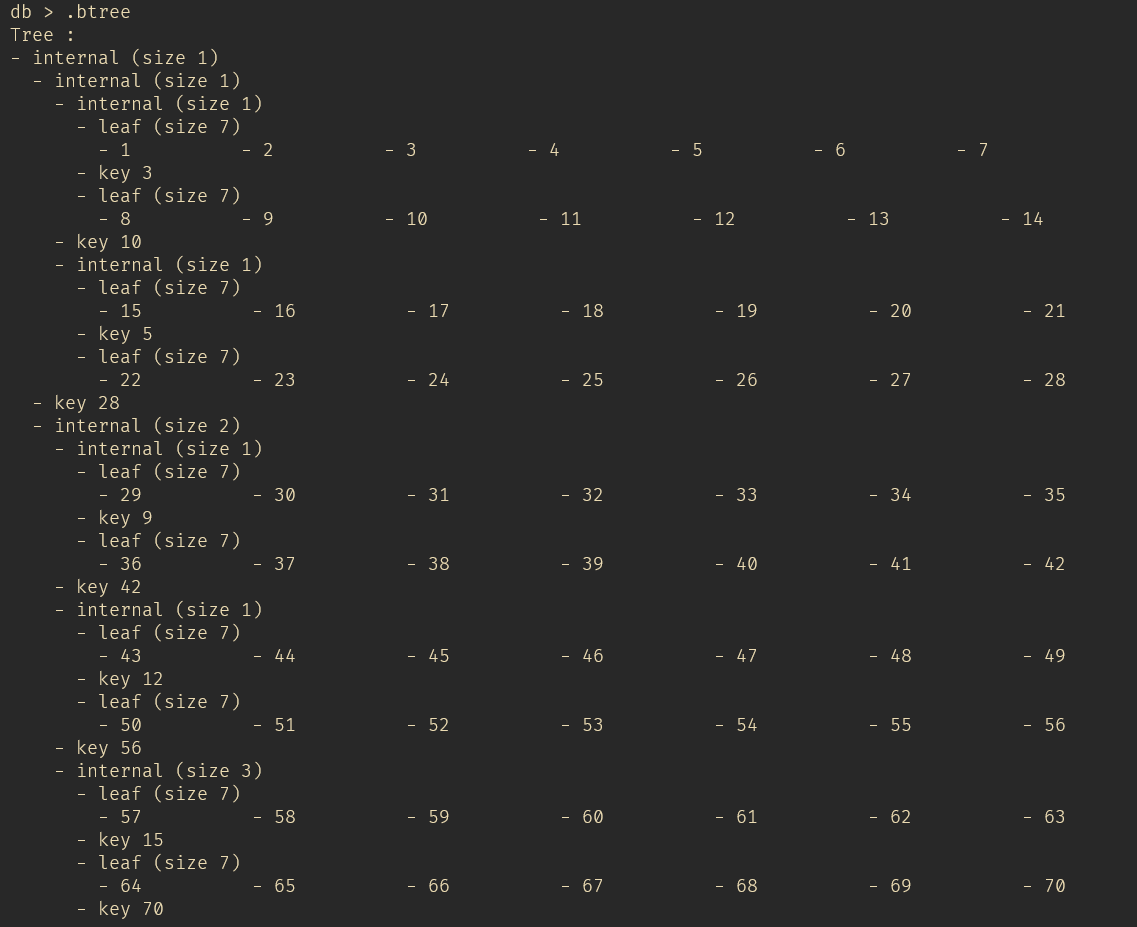 db > .btree
Tree :
- internal (size 1)
  - internal (size 1)
    - internal (size 1)
      - leaf (size 7)
        - 1          - 2          - 3          - 4          - 5          - 6          - 7
      - key 3
      - leaf (size 7)
        - 8          - 9          - 10          - 11          - 12          - 13          - 14
    - key 10
    - internal (size 1)
      - leaf (size 7)
        - 15          - 16          - 17          - 18          - 19          - 20          - 21
      - key 5
      - leaf (size 7)
        - 22          - 23          - 24          - 25          - 26          - 27          - 28
  - key 28
  - internal (size 2)
    - internal (size 1)
      - leaf (size 7)
        - 29          - 30          - 31          - 32          - 33          - 34          - 35
      - key 9
      - leaf (size 7)
        - 36          - 37          - 38          - 39          - 40          - 41          - 42
    - key 42
    - internal (size 1)
      - leaf (size 7)
        - 43          - 44          - 45          - 46          - 47          - 48          - 49
      - key 12
      - leaf (size 7)
        - 50          - 51          - 52          - 53          - 54          - 55          - 56
    - key 56
    - internal (size 3)
      - leaf (size 7)
        - 57          - 58          - 59          - 60          - 61          - 62          - 63
      - key 15
      - leaf (size 7)
        - 64          - 65          - 66          - 67          - 68          - 69          - 70
      - key 70